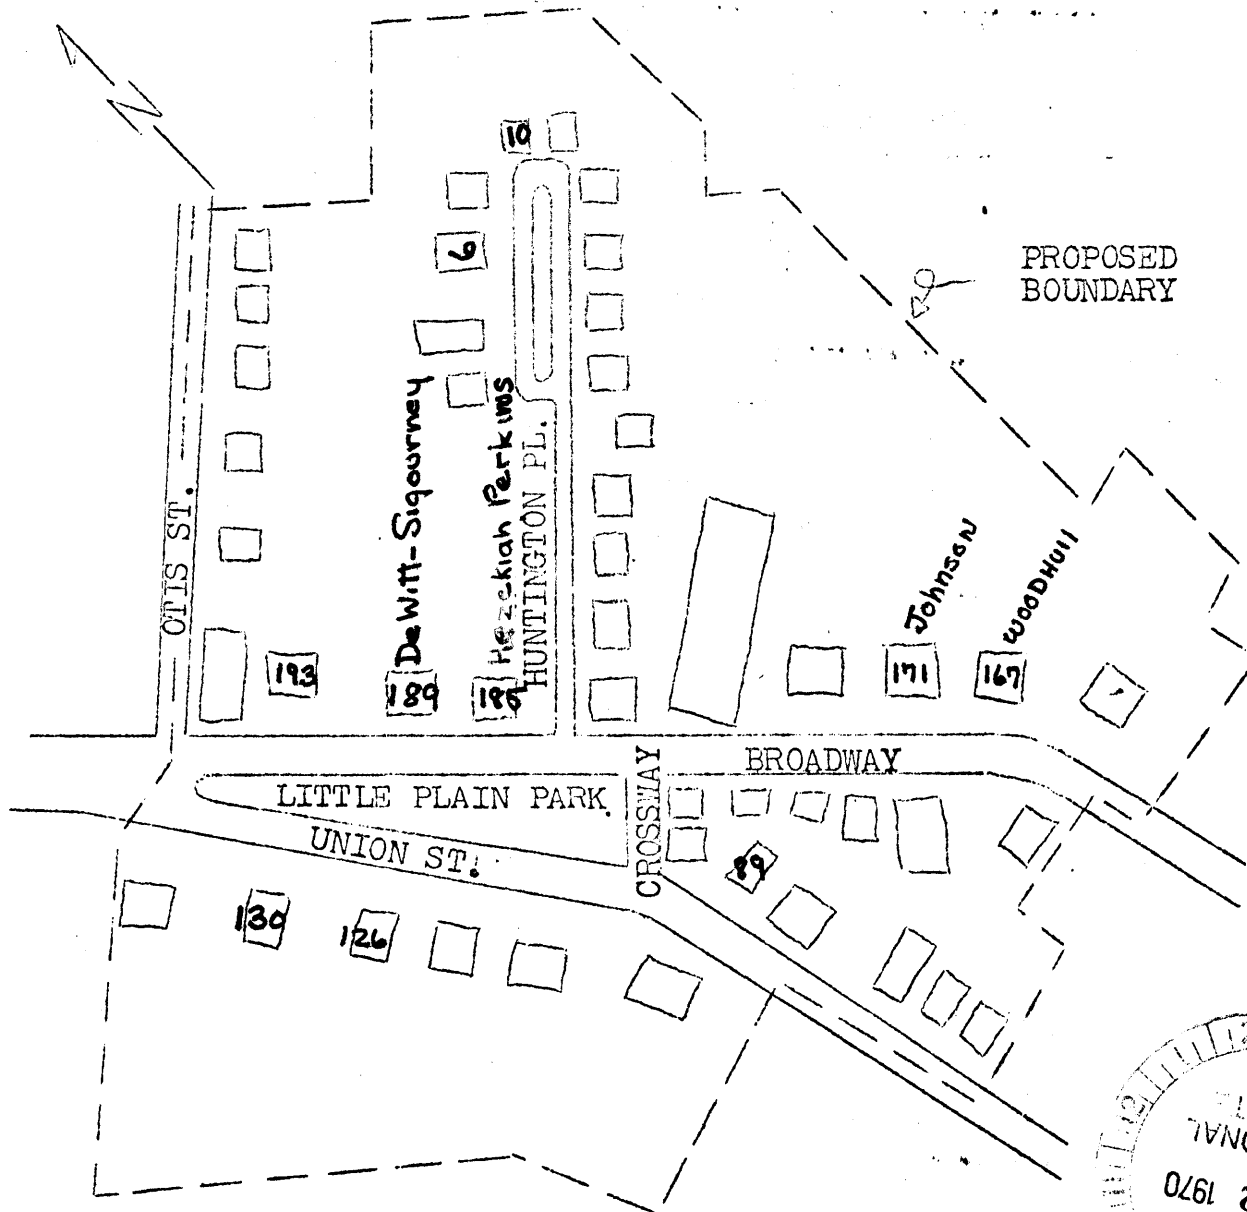 N
10
6
PROPOSED
BOUNDARY
OTIS ST.
DeWitt-Sigourney
Hezekiah Perkins
HUNTINGTON PL.
Johnson
WOODHUll
193
189
185
171
167
BROADWAY
CROSSWAY
LITTLE PLAIN PARK
UNION ST.
89
130
126
12
1970